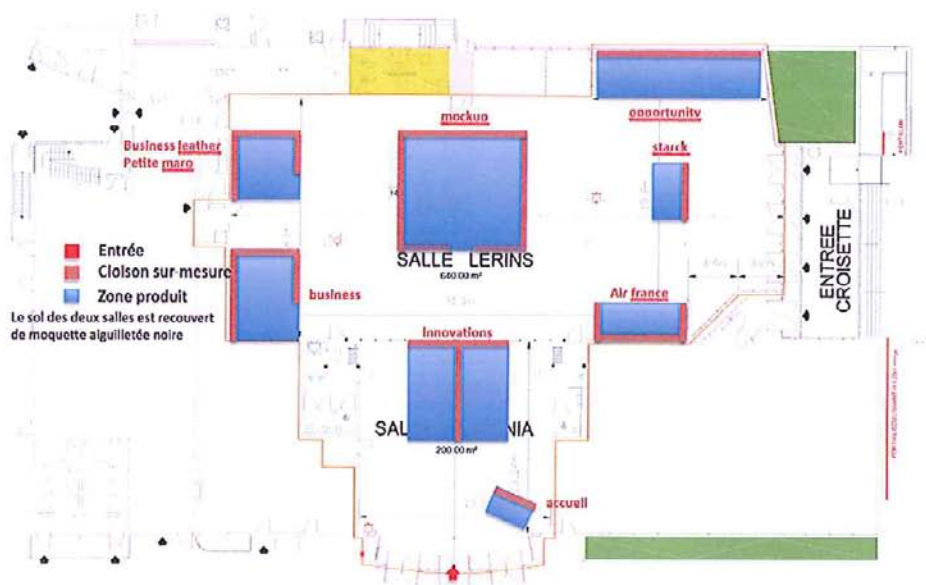 mockup
opportunity
Business leather
Petite maro
starck
Entrée
Cloison sur-mesure
Zone produit
Le sol des deux salles est recouvert
de moquette aiguilletée noire
SALLE LERINS
640.00 m²
business
Air france
ENTREE
CROISETTE
Innovations
SAL
NIA
200.00 m²
accueil